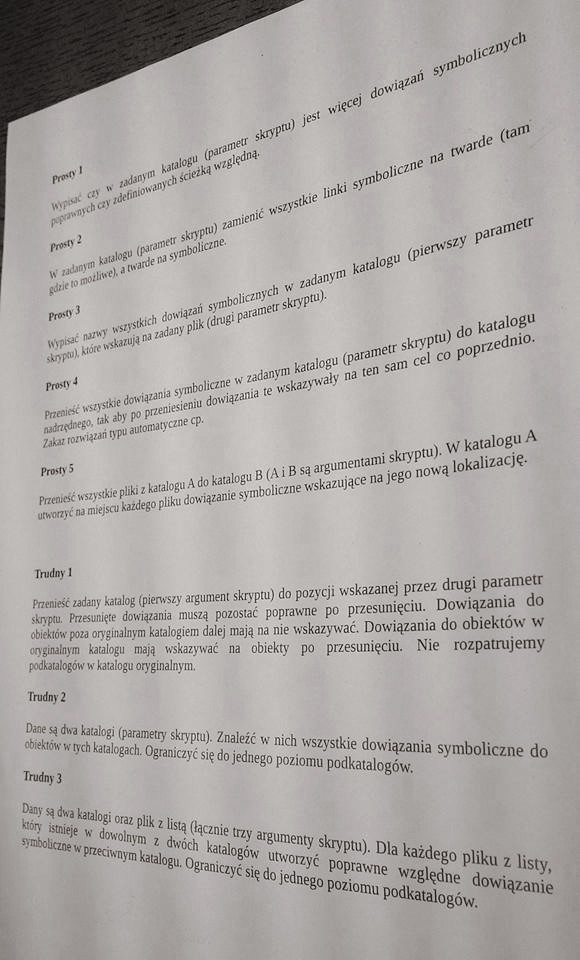 Prosty 1
Wypisać czy w zadanym katalogu (parametr skryptu) jest więcej dowiązań symbolicznych
poprawnych czy zdefiniowanych ścieżką względną.
Prosty 2
W zadanym katalogu (parametr skryptu) zamienić wszystkie linki symboliczne na twarde (tam
gdzie to możliwe), a twarde na symboliczne.
Prosty 3
Wypisać nazwy wszystkich dowiązań symbolicznych w zadanym katalogu (pierwszy parametr
skryptu), które wskazują na zadany plik (drugi parametr skryptu).
Prosty 4
Przenieść wszystkie dowiązania symboliczne w zadanym katalogu (parametr skryptu) do katalogu
nadrzędnego, tak aby po przeniesieniu dowiązania te wskazywały na ten sam cel co poprzednio.
Zakaz rozwiązań typu automatyczne cp.
Prosty 5
Przenieść wszystkie pliki z katalogu A do katalogu B (A i B są argumentami skryptu). W katalogu A
utworzyć na miejscu każdego pliku dowiązanie symboliczne wskazujące na jego nową lokalizację.
Trudny 1
Przenieść zadany katalog (pierwszy argument skryptu) do pozycji wskazanej przez drugi parametr
skryptu. Przesunięte dowiązania muszą pozostać poprawne po przesunięciu. Dowiązania do
obiektów poza oryginalnym katalogiem dalej mają na nie wskazywać. Dowiązania do obiektów w
oryginalnym katalogu mają wskazywać na obiekty po przesunięciu. Nie rozpatrujemy
podkatalogów w katalogu oryginalnym.
Trudny 2
Dane są dwa katalogi (parametry skryptu). Znaleźć w nich wszystkie dowiązania symboliczne do
obiektów w tych katalogach. Ograniczyć się do jednego poziomu podkatalogów.
Trudny 3
Dany są dwa katalogi oraz plik z listą (łącznie trzy argumenty skryptu). Dla każdego pliku z listy,
który istnieje w dowolnym z dwóch katalogów utworzyć poprawne względne dowiązanie
symboliczne w przeciwnym katalogu. Ograniczyć się do jednego poziomu podkatalogów.